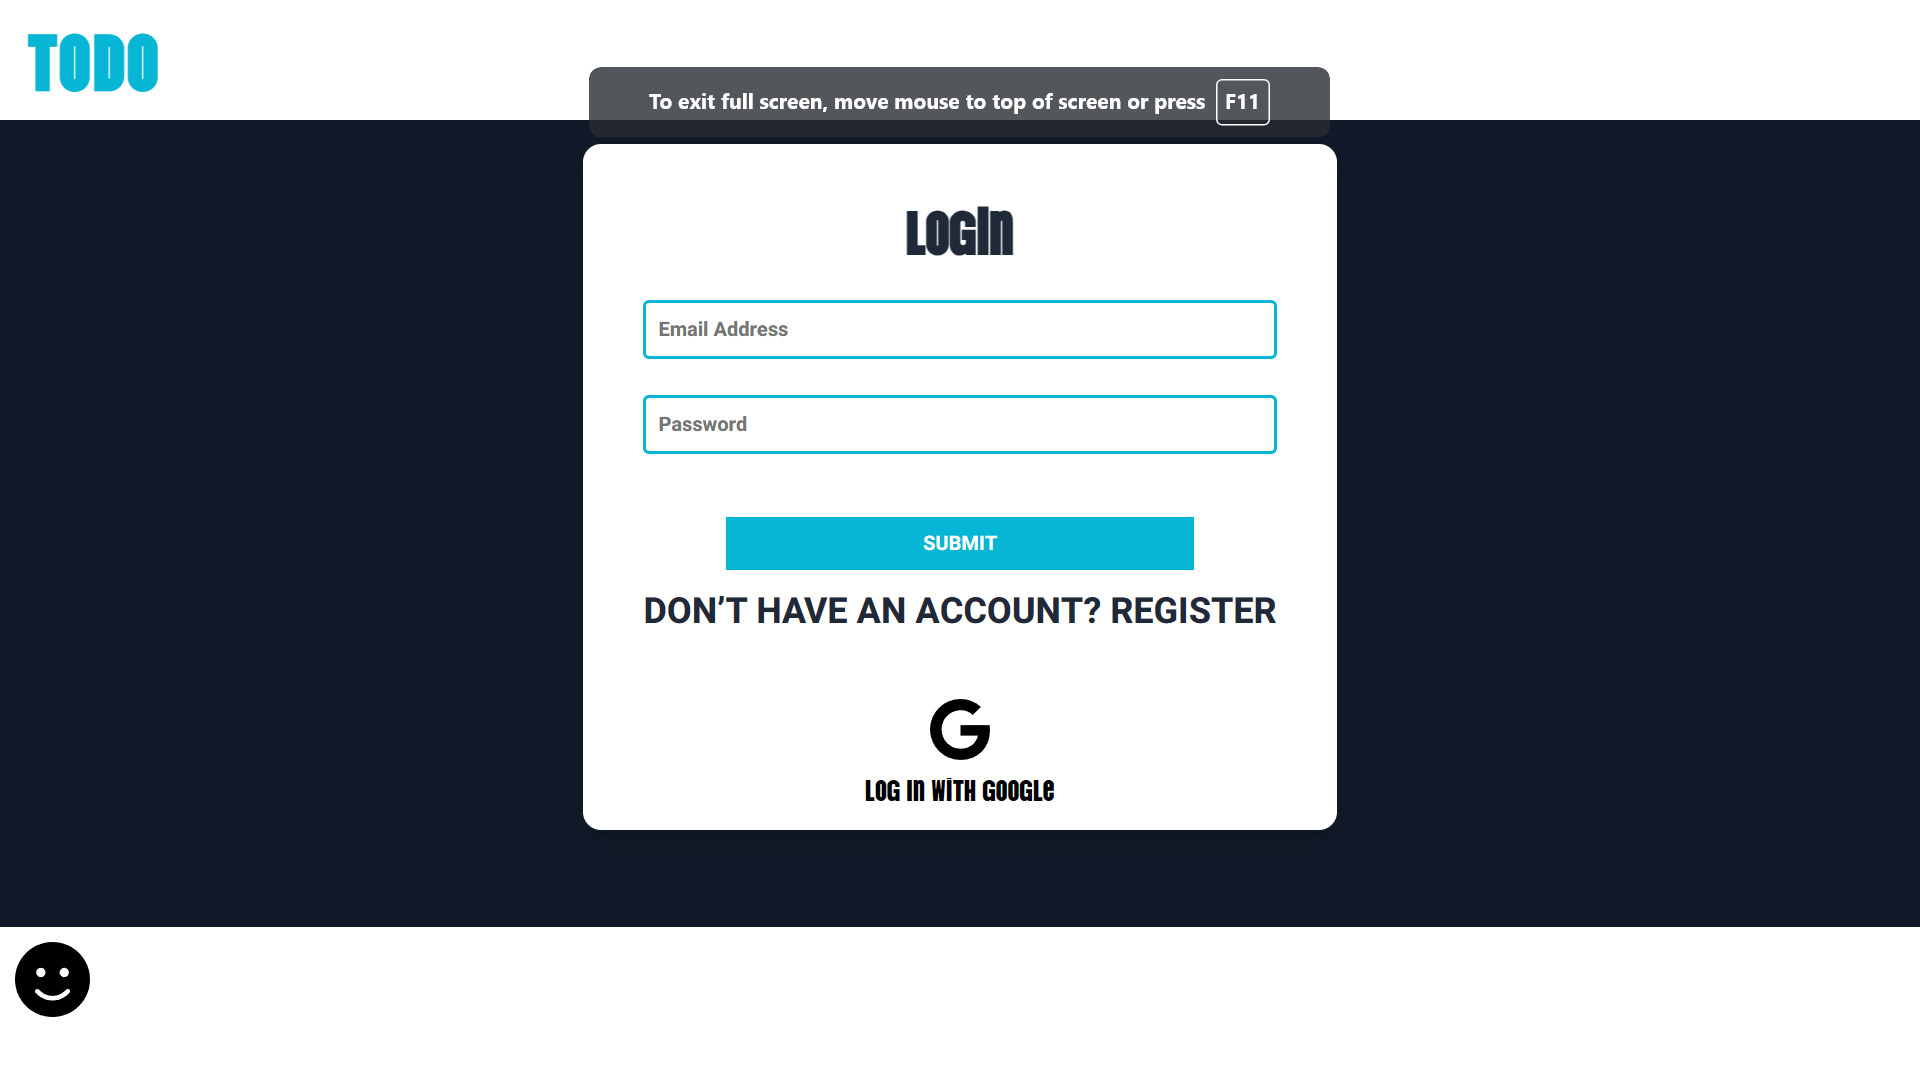 TODO
To exit full screen, move mouse to top of screen or press F11
LOGin
Email Address
Password
SUBMIT
DON’T HAVE AN ACCOUNT? REGISTER
LOG in WiTH GOOGLe